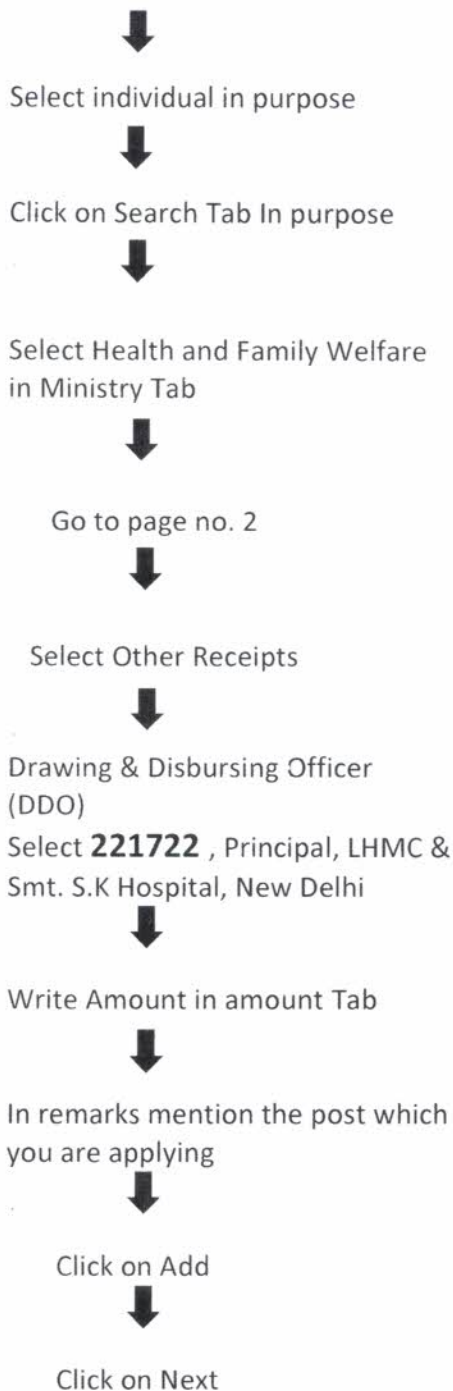 Select individual in purpose
Click on Search Tab In purpose
Select Health and Family Welfare
in Ministry Tab
Go to page no. 2
Select Other Receipts
Drawing & Disbursing Officer
(DDO)
Select 221722 , Principal, LHMC &
Smt. S.K Hospital, New Delhi
Write Amount in amount Tab
In remarks mention the post which
you are applying
Click on Add
Click on Next